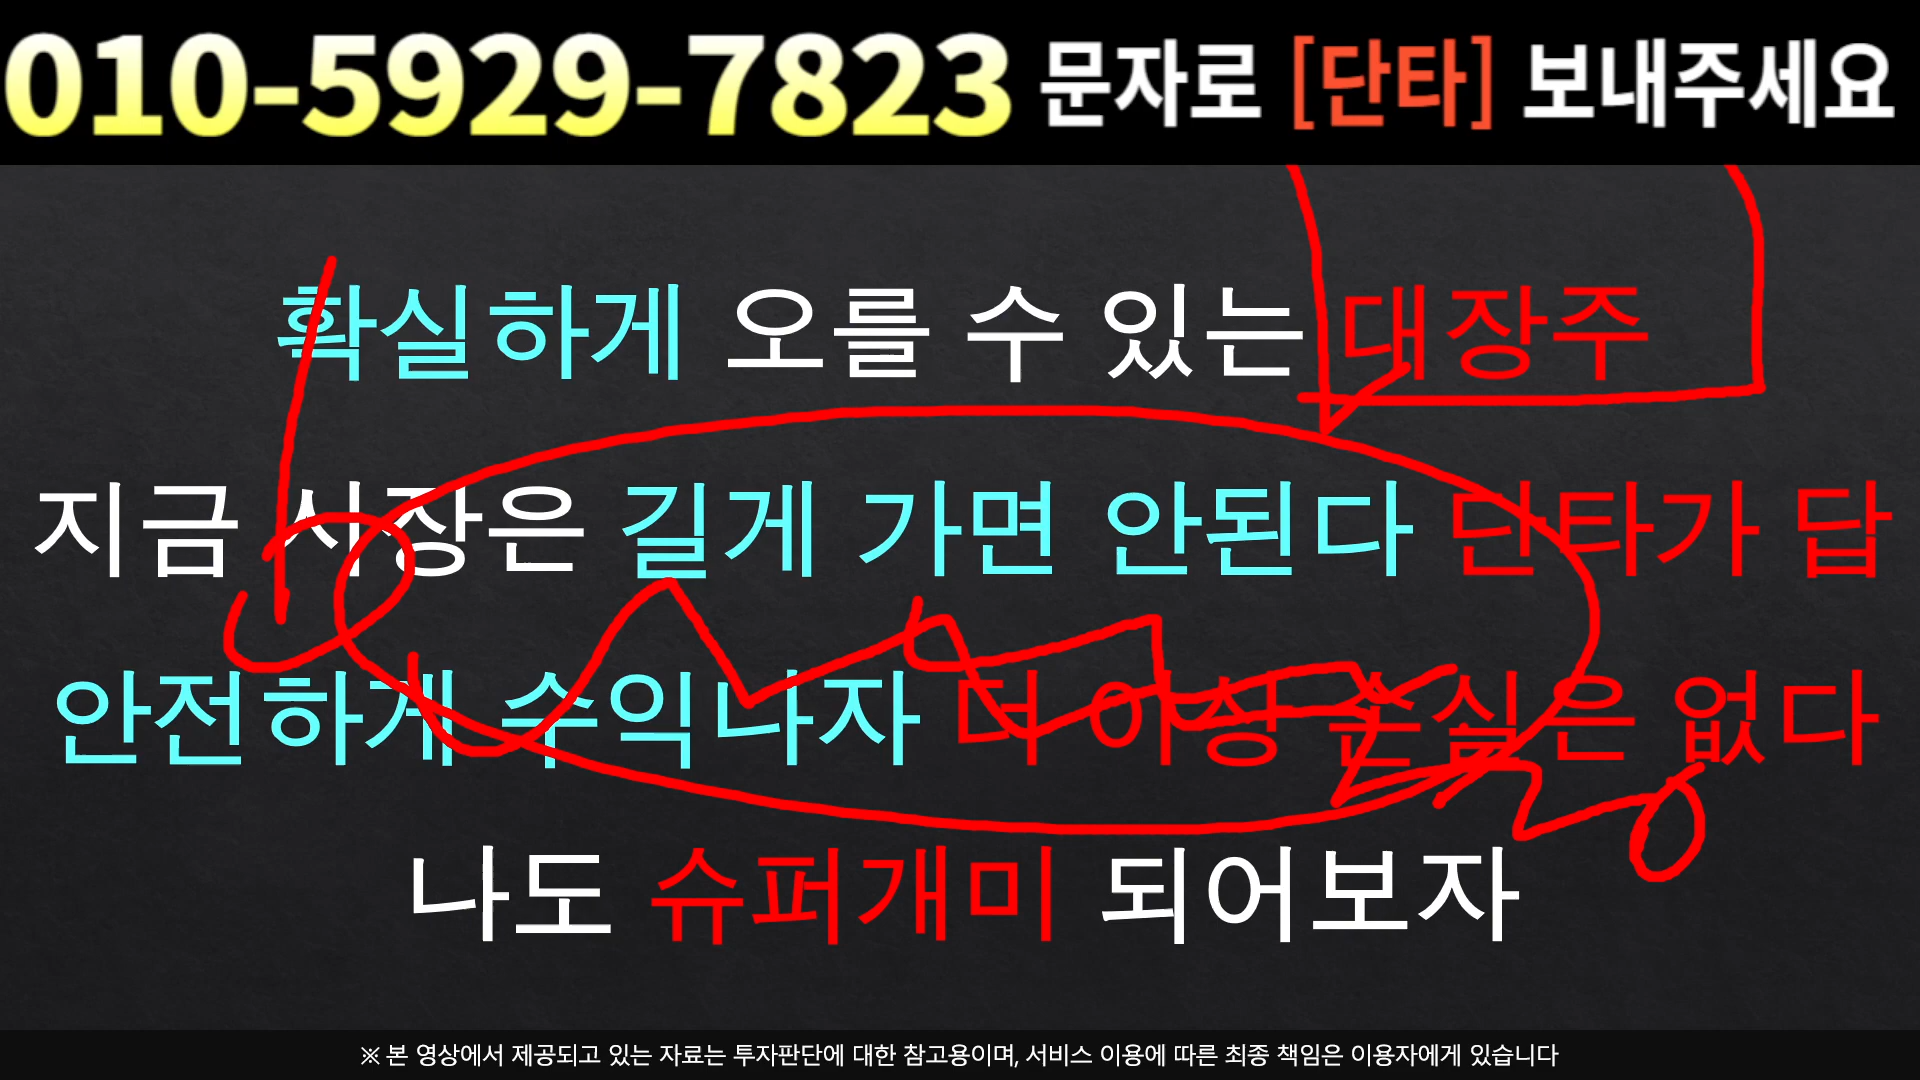 010-5929-7823 문자로 [단타] 보내주세요
확실하게 오를 수 있는 대장주
지금 시장은 길게 가면 안된다 단타가 답
안전하게 수익나자 더 이상 손실은 없다
나도 슈퍼개미 되어보자
※ 본 영상에서 제공되고 있는 자료는 투자판단에 대한 참고용이며, 서비스 이용에 따른 최종 책임은 이용자에게 있습니다